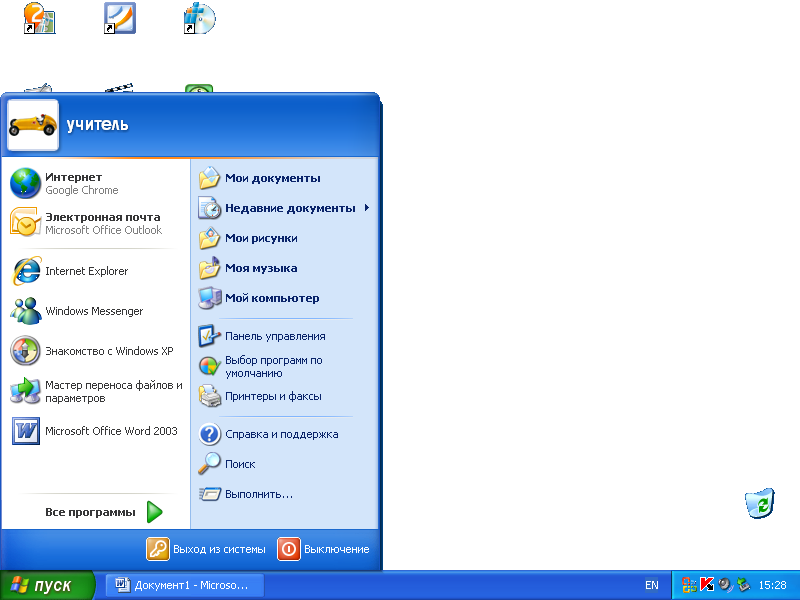 учитель
Интернет
Google Chrome
Электронная почта
Microsoft Office Outlook
Internet Explorer
Windows Messenger
Знакомство с Windows XP
Мастер переноса файлов и
параметров
Microsoft Office Word 2003
Все программы
Мои документы
Недавние документы
Мои рисунки
Моя музыка
Мой компьютер
Панель управления
Выбор программ по
умолчанию
Принтеры и факсы
Справка и поддержка
Поиск
Выполнить...
Выход из системы
Выключение
пуск
Документ1 - Microso...
EN
15:28